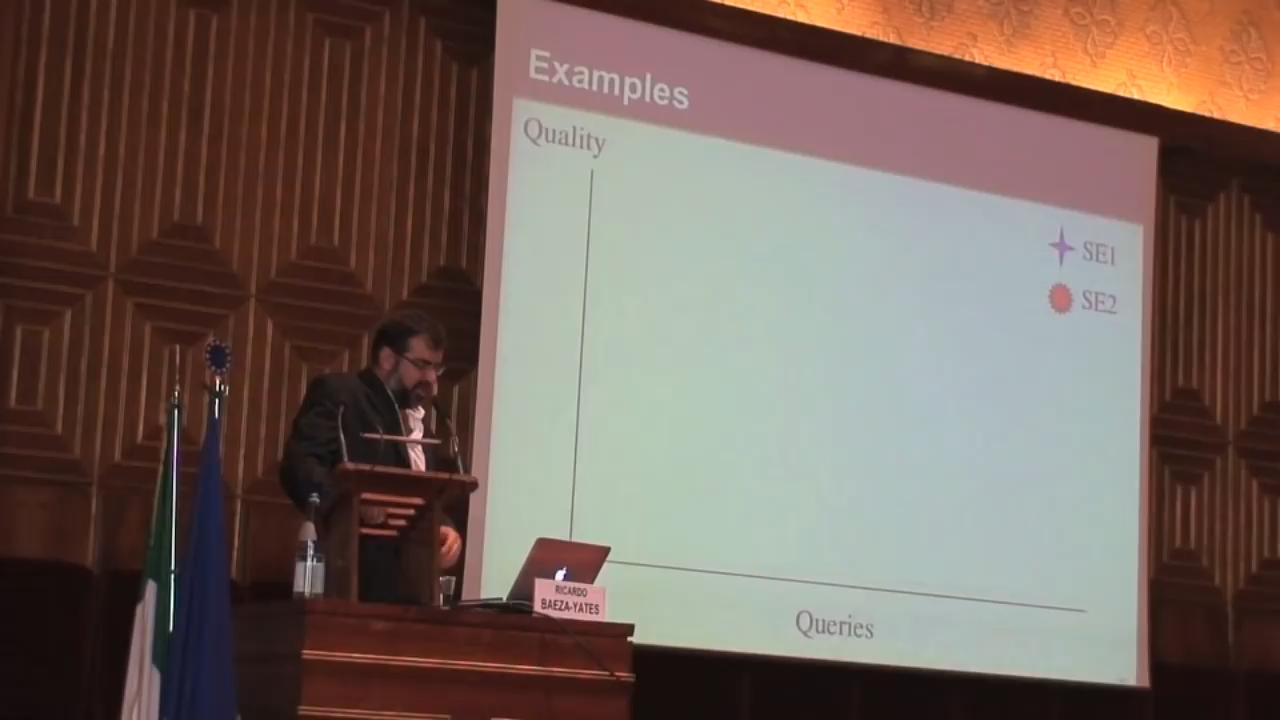 Examples
Quality
SE1
SE2
Queries
RICARDO
BAEZA-YATES